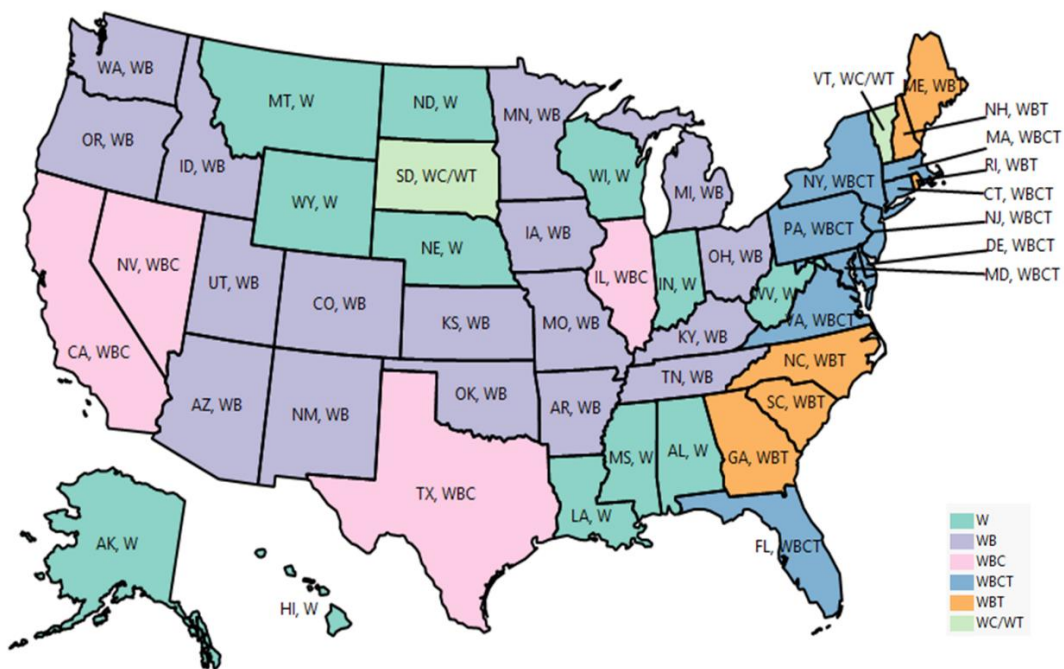 WA, WB
MT, W
ND, W
MN, WB
VT, WC/WT
ME, WBT
NH, WBT
OR, WB
ID, WB
MA, WBCT
WY, W
SD, WC/WT
WI, W
MI, WB
NY, WBCT
RI, WBT
CT, WBCT
NJ, WBCT
NE, W
IA, WB
PA, WBCT
DE, WBCT
NV, WBC
UT, WB
CO, WB
IL, WBC
IN, W
OH, WB
MD, WBCT
WV, W
KS, WB
MO, WB
KY, WB
VA, WBCT
CA, WBC
NC, WBT
TN, WB
AZ, WB
NM, WB
OK, WB
AR, WB
SC, WBT
MS, W
AL, W
GA, WBT
TX, WBC
LA, W
FL, WBCT
AK, W
HI, W
W
WB
WBC
WBCT
WBT
WC/WT